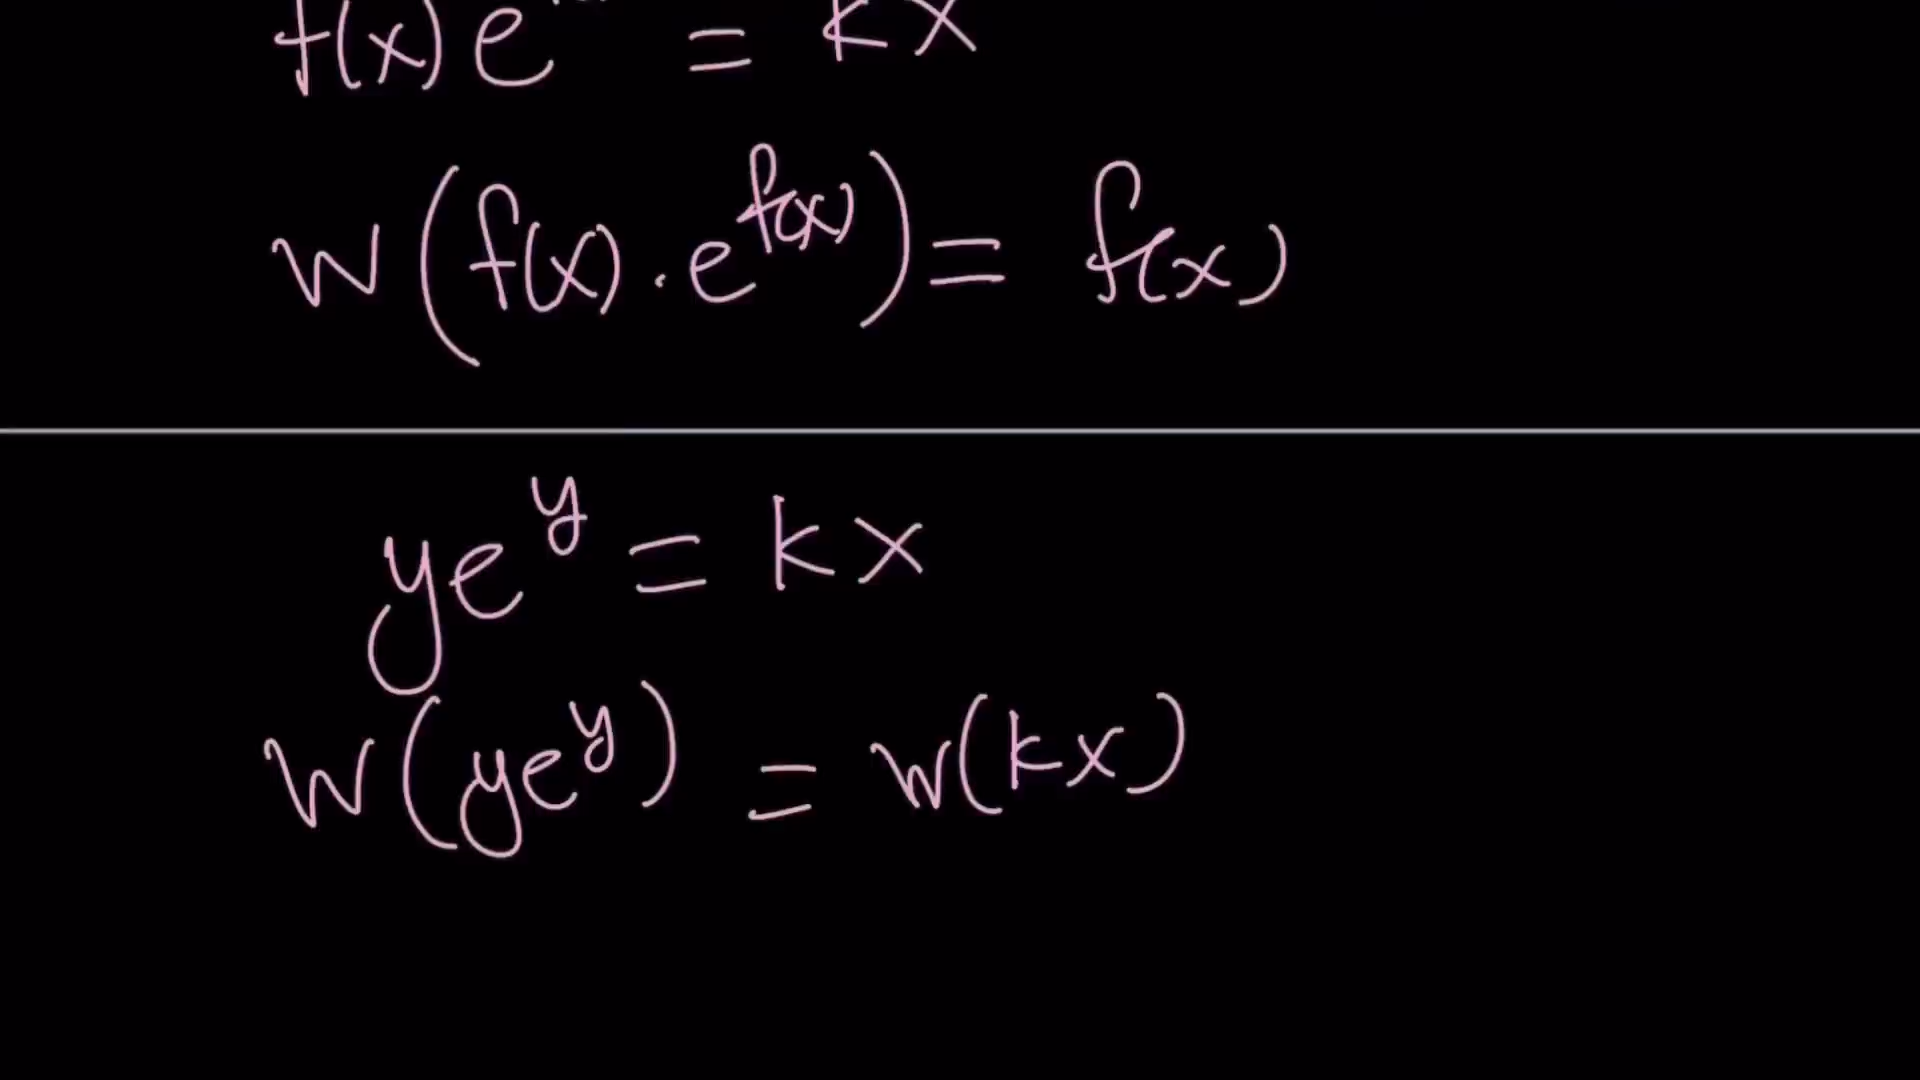 f(x) e = kx
W(f(x) · e^f(x)) = f(x)
ye^y = kx
W(ye^y) = W(kx)